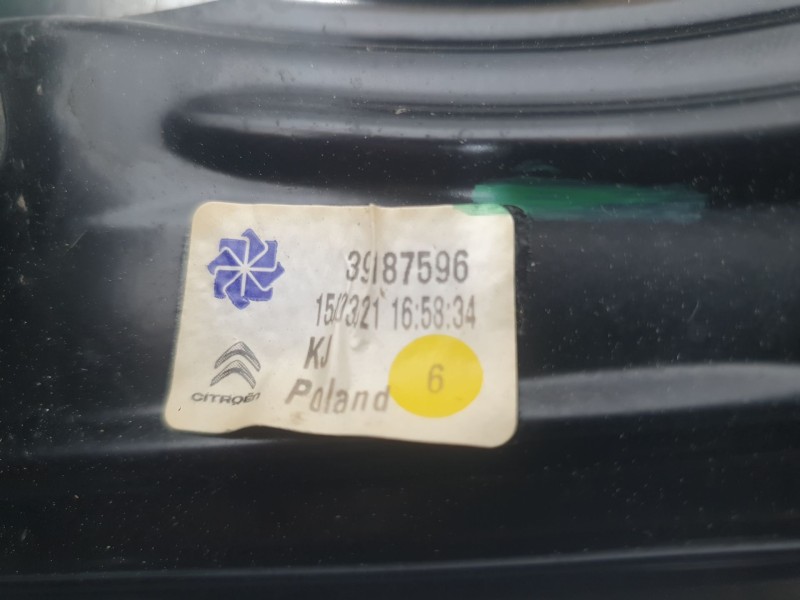 39187596
15/03/21 16:58:34
KJ
Poland
6
CITROËN